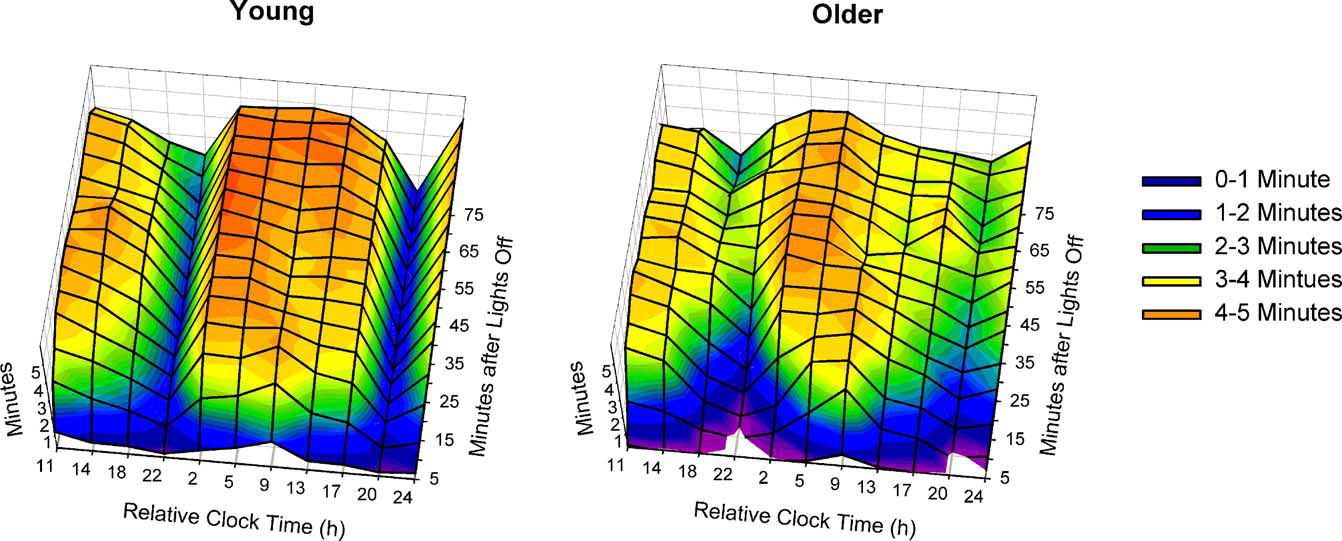 Young
Older
0-1 Minute
1-2 Minutes
2-3 Minutes
3-4 Mintues
4-5 Minutes
Minutes
5
4
3
2
1
11 14 18 22 2 5 9 13 17 20 24
Relative Clock Time (h)
75
65
55
45
35
25
15
5
Minutes after Lights Off
Minutes
5
4
3
2
1
11 14 18 22 2 5 9 13 17 20 24
Relative Clock Time (h)
75
65
55
45
35
25
15
5
Minutes after Lights Off